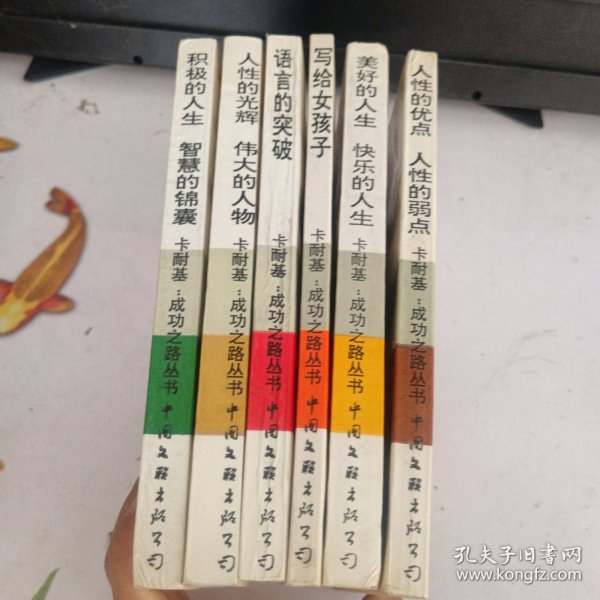 积极的人生 智慧的锦囊
卡耐基：成功之路丛书
中国文联出版公司
人性的光辉 伟大的人物
卡耐基：成功之路丛书
中国文联出版公司
语言的突破
卡耐基：成功之路丛书
中国文联出版公司
写给女孩子
卡耐基：成功之路丛书
中国文联出版公司
美好的人生 快乐的人生
卡耐基：成功之路丛书
中国文联出版公司
人性的优点 人性的弱点
卡耐基：成功之路丛书
中国文联出版公司
孔夫子旧书网
www.kongfz.com